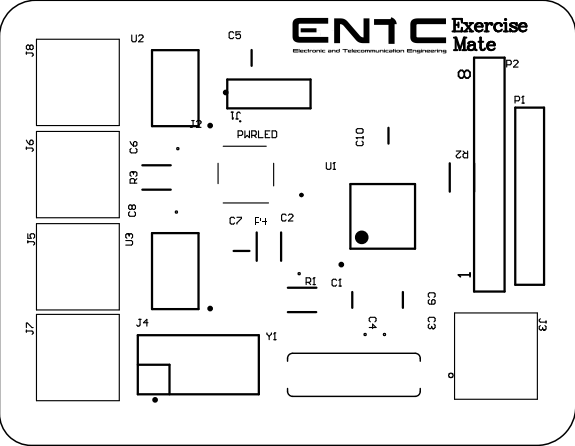 ENTC Exercise
Electronic and Telecommunication Engineering Mate
U2
C5
J8
P2
8
J2
J1
P1
PWRLED
C10
J6
C6
R2
U1
R3
C8
C7
R4
C2
J5
U3
R1
C1
1
C9
J7
J4
Y1
C4
C3
J3